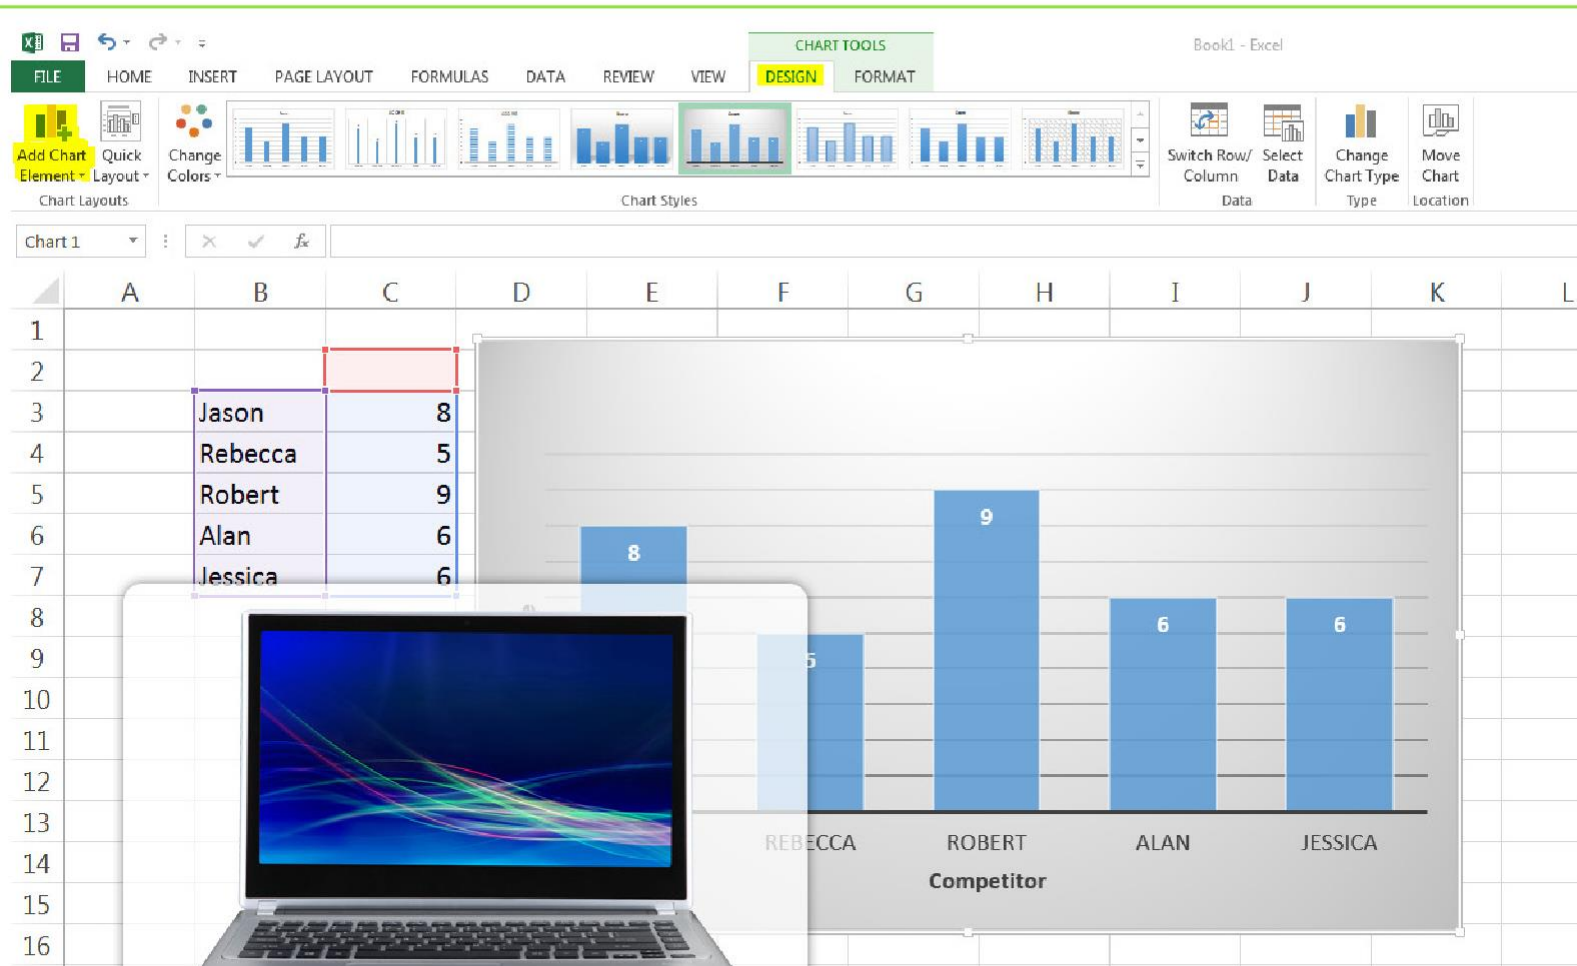 CHART TOOLS
Book1 - Excel
FILE HOME INSERT PAGE LAYOUT FORMULAS DATA REVIEW VIEW DESIGN FORMAT
Add Chart Element
Quick Layout
Change Colors
Switch Row/ Column
Select Data
Change Chart Type
Move Chart
Chart Layouts Chart Styles Data Type Location
Chart 1 fx
A B C D E F G H I J K L
1
2
3 Jason 8
4 Rebecca 5
5 Robert 9
6 Alan 6
7 Jessica 6
8
9
10
11
12
13
14
15
16
8 5 9 6 6
REBECCA ROBERT ALAN JESSICA
Competitor